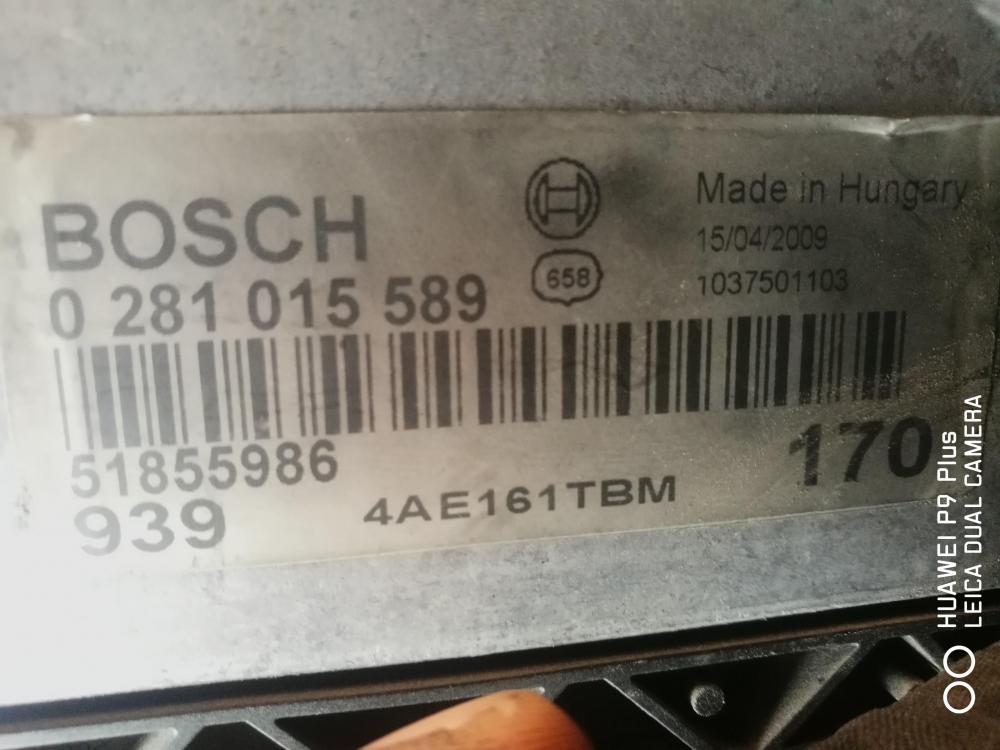 BOSCH
0 281 015 589
658
Made in Hungary
15/04/2009
1037501103
51855986
939
4AE161TBM
170
HUAWEI P9 Plus
LEICA DUAL CAMERA